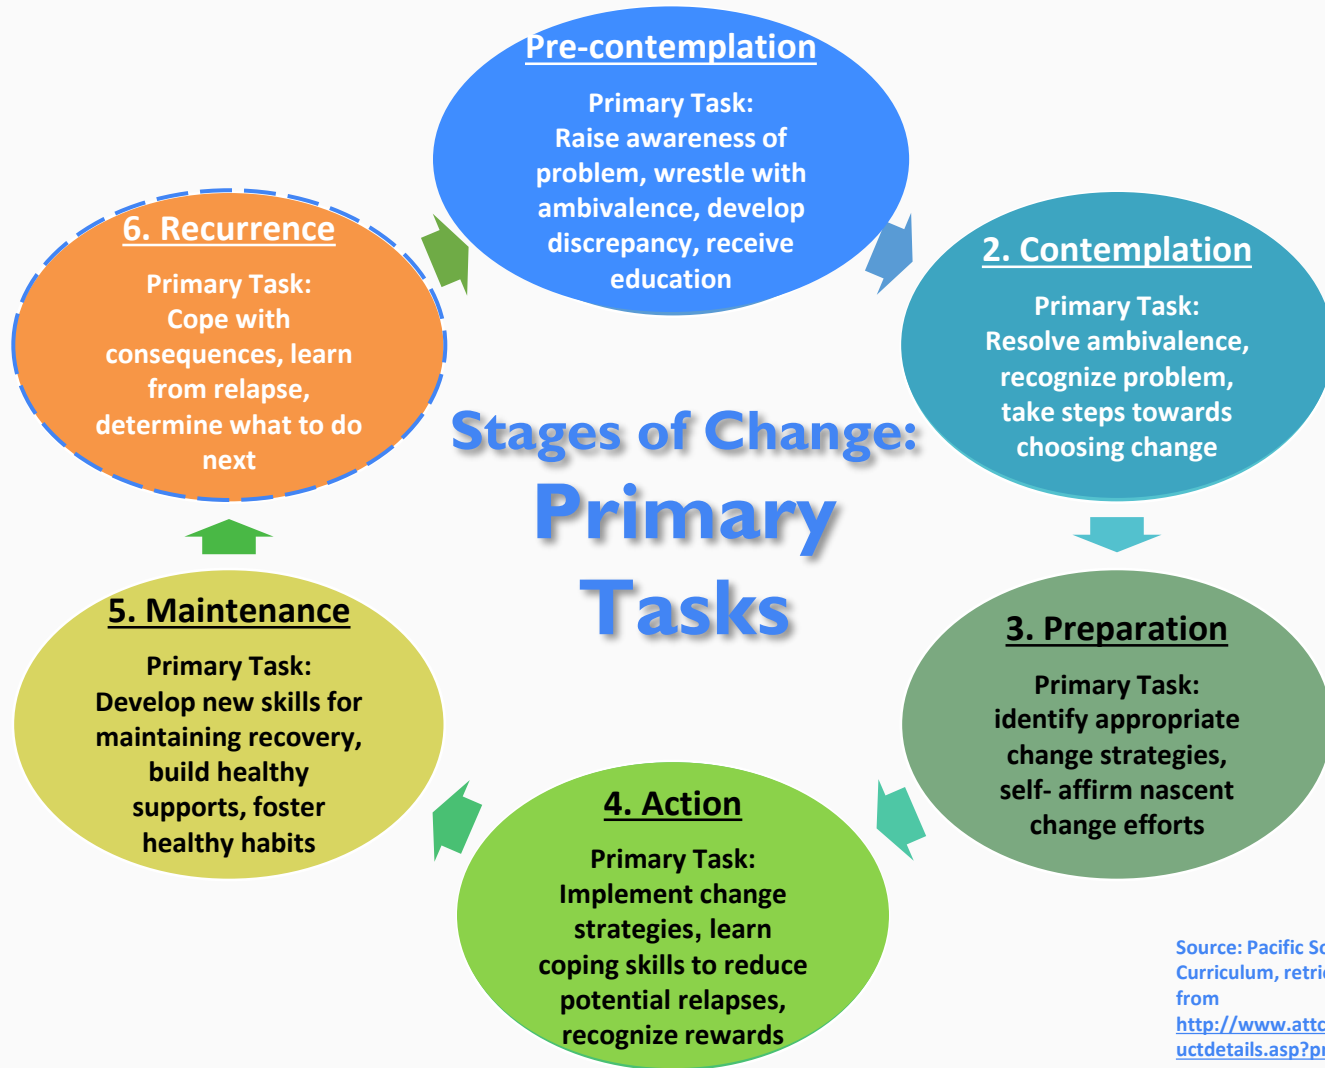 Pre-contemplation
Primary Task:
Raise awareness of
problem, wrestle with
ambivalence, develop
discrepancy, receive
education
2. Contemplation
Primary Task:
Resolve ambivalence,
recognize problem,
take steps towards
choosing change
3. Preparation
Primary Task:
identify appropriate
change strategies,
self- affirm nascent
change efforts
4. Action
Primary Task:
Implement change
strategies, learn
coping skills to reduce
potential relapses,
recognize rewards
5. Maintenance
Primary Task:
Develop new skills for
maintaining recovery,
build healthy
supports, foster
healthy habits
6. Recurrence
Primary Task:
Cope with
consequences, learn
from relapse,
determine what to do
next
Stages of Change:
Primary
Tasks
Source: Pacific
Curriculum,
from